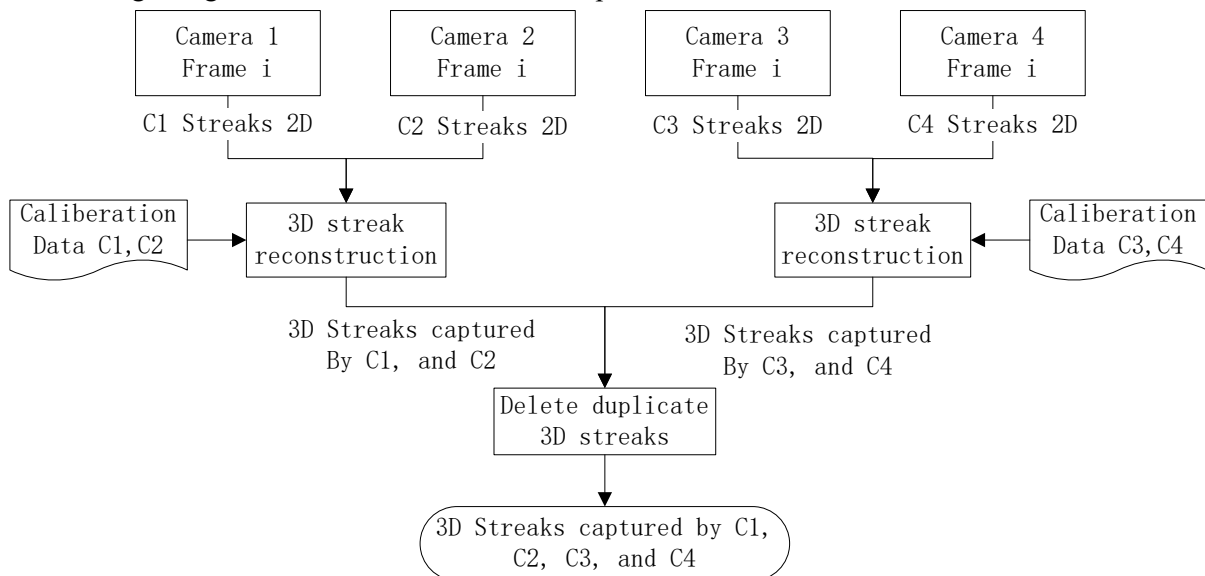 Camera 1
Frame i
Camera 2
Frame i
Camera 3
Frame i
Camera 4
Frame i
C1 Streaks 2D
C2 Streaks 2D
C3 Streaks 2D
C4 Streaks 2D
Caliberation
Data C1,C2
3D streak
reconstruction
3D streak
reconstruction
Caliberation
Data C3,C4
3D Streaks captured
By C1, and C2
3D Streaks captured
By C3, and C4
Delete duplicate
3D streaks
3D Streaks captured by C1,
C2, C3, and C4